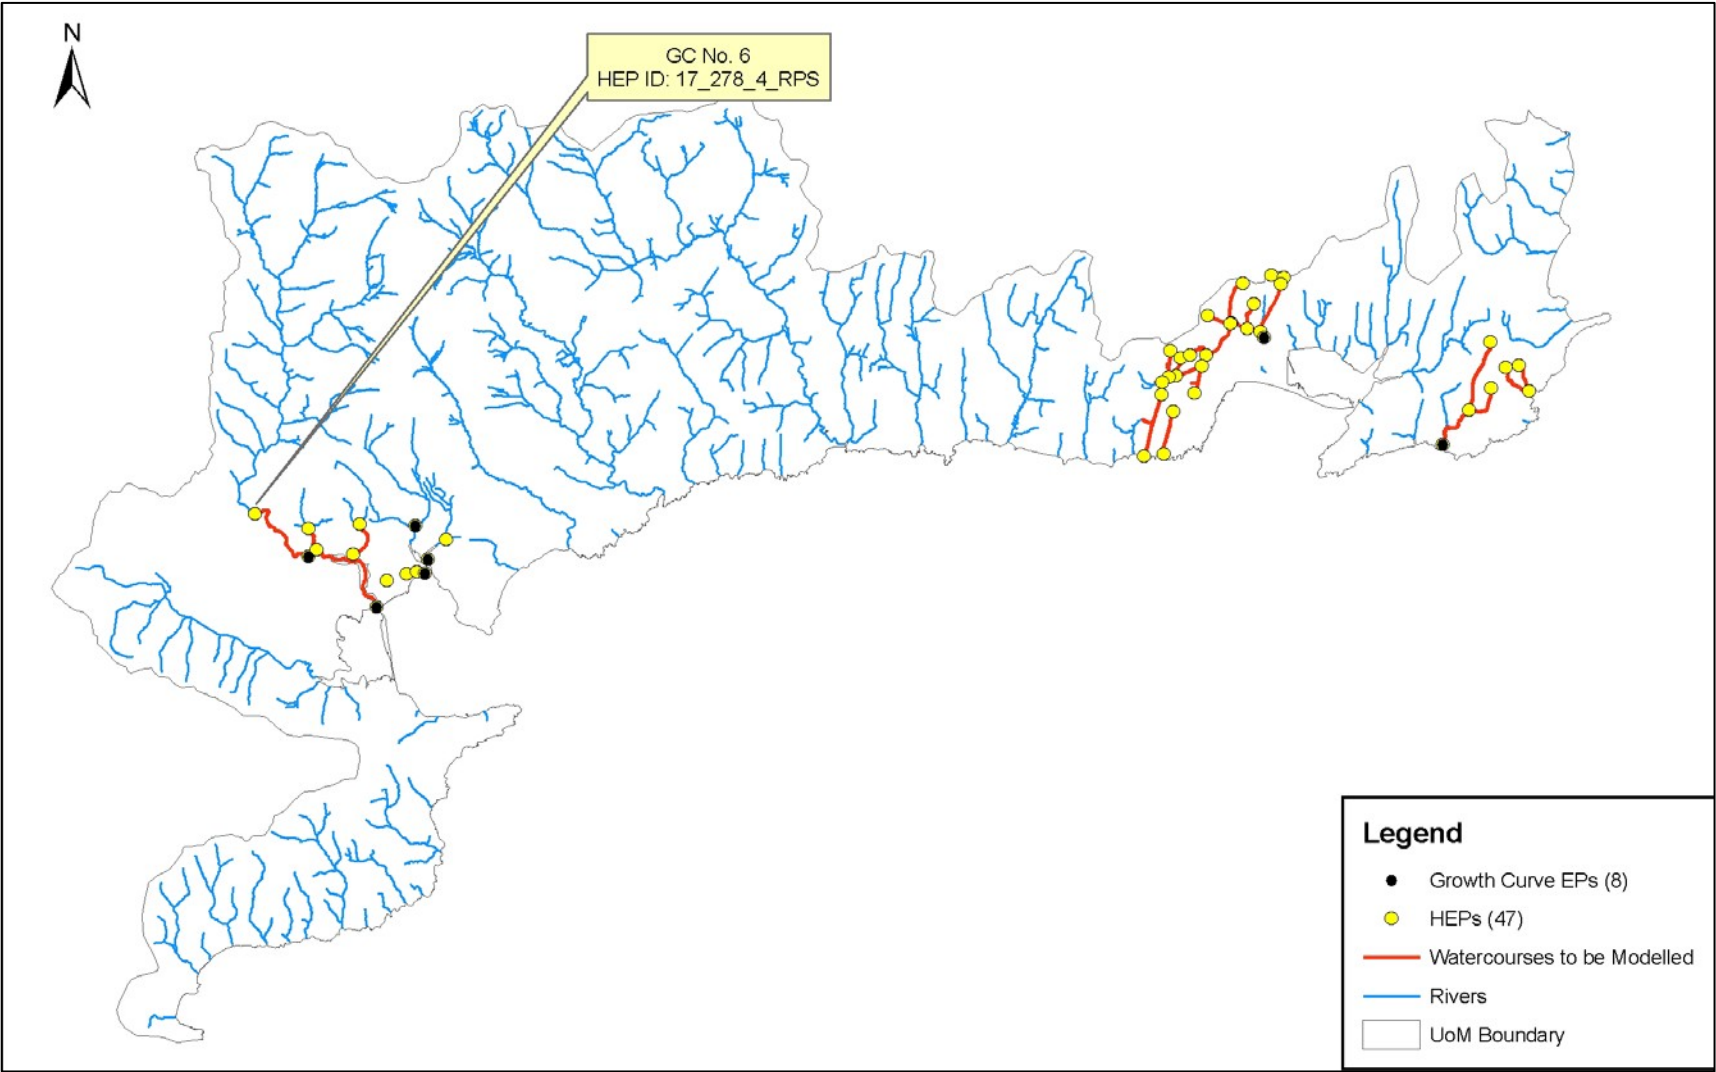 N
GC No. 6
HEP ID: 17_278_4_RPS
Legend
Growth Curve EPs (8)
HEPs (47)
Watercourses to be Modelled
Rivers
UoM Boundary